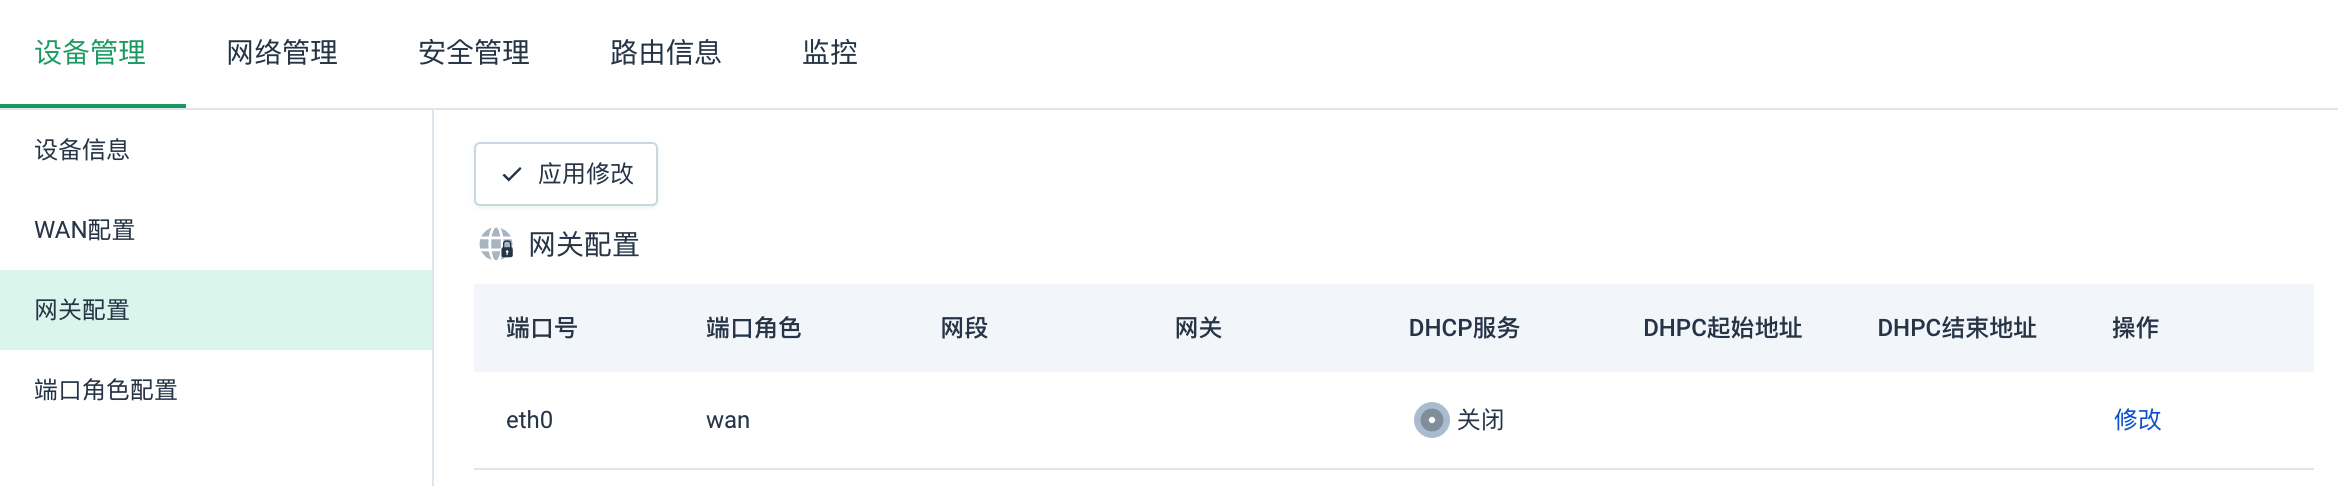 设备管理 网络管理 安全管理 路由信息 监控
设备信息
WAN配置
网关配置
端口角色配置
应用修改
网关配置
端口号 端口角色 网段 网关 DHCP服务 DHPC起始地址 DHPC结束地址 操作
eth0 wan 关闭 修改